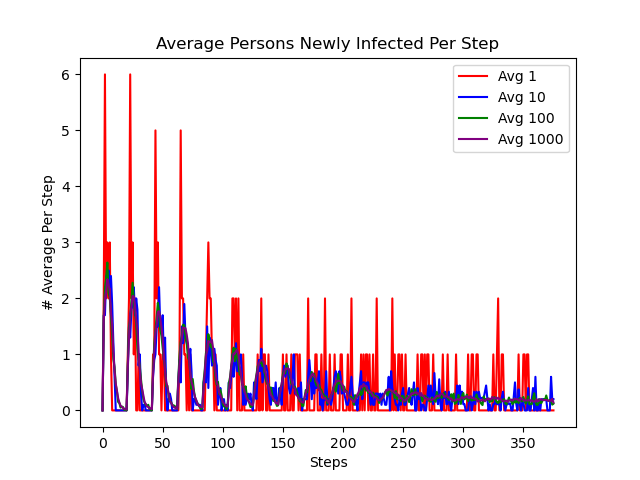 Average Persons Newly Infected Per Step
# Average Per Step
6
5
4
3
2
1
0
Avg 1
Avg 10
Avg 100
Avg 1000
0 50 100 150 200 250 300 350
Steps